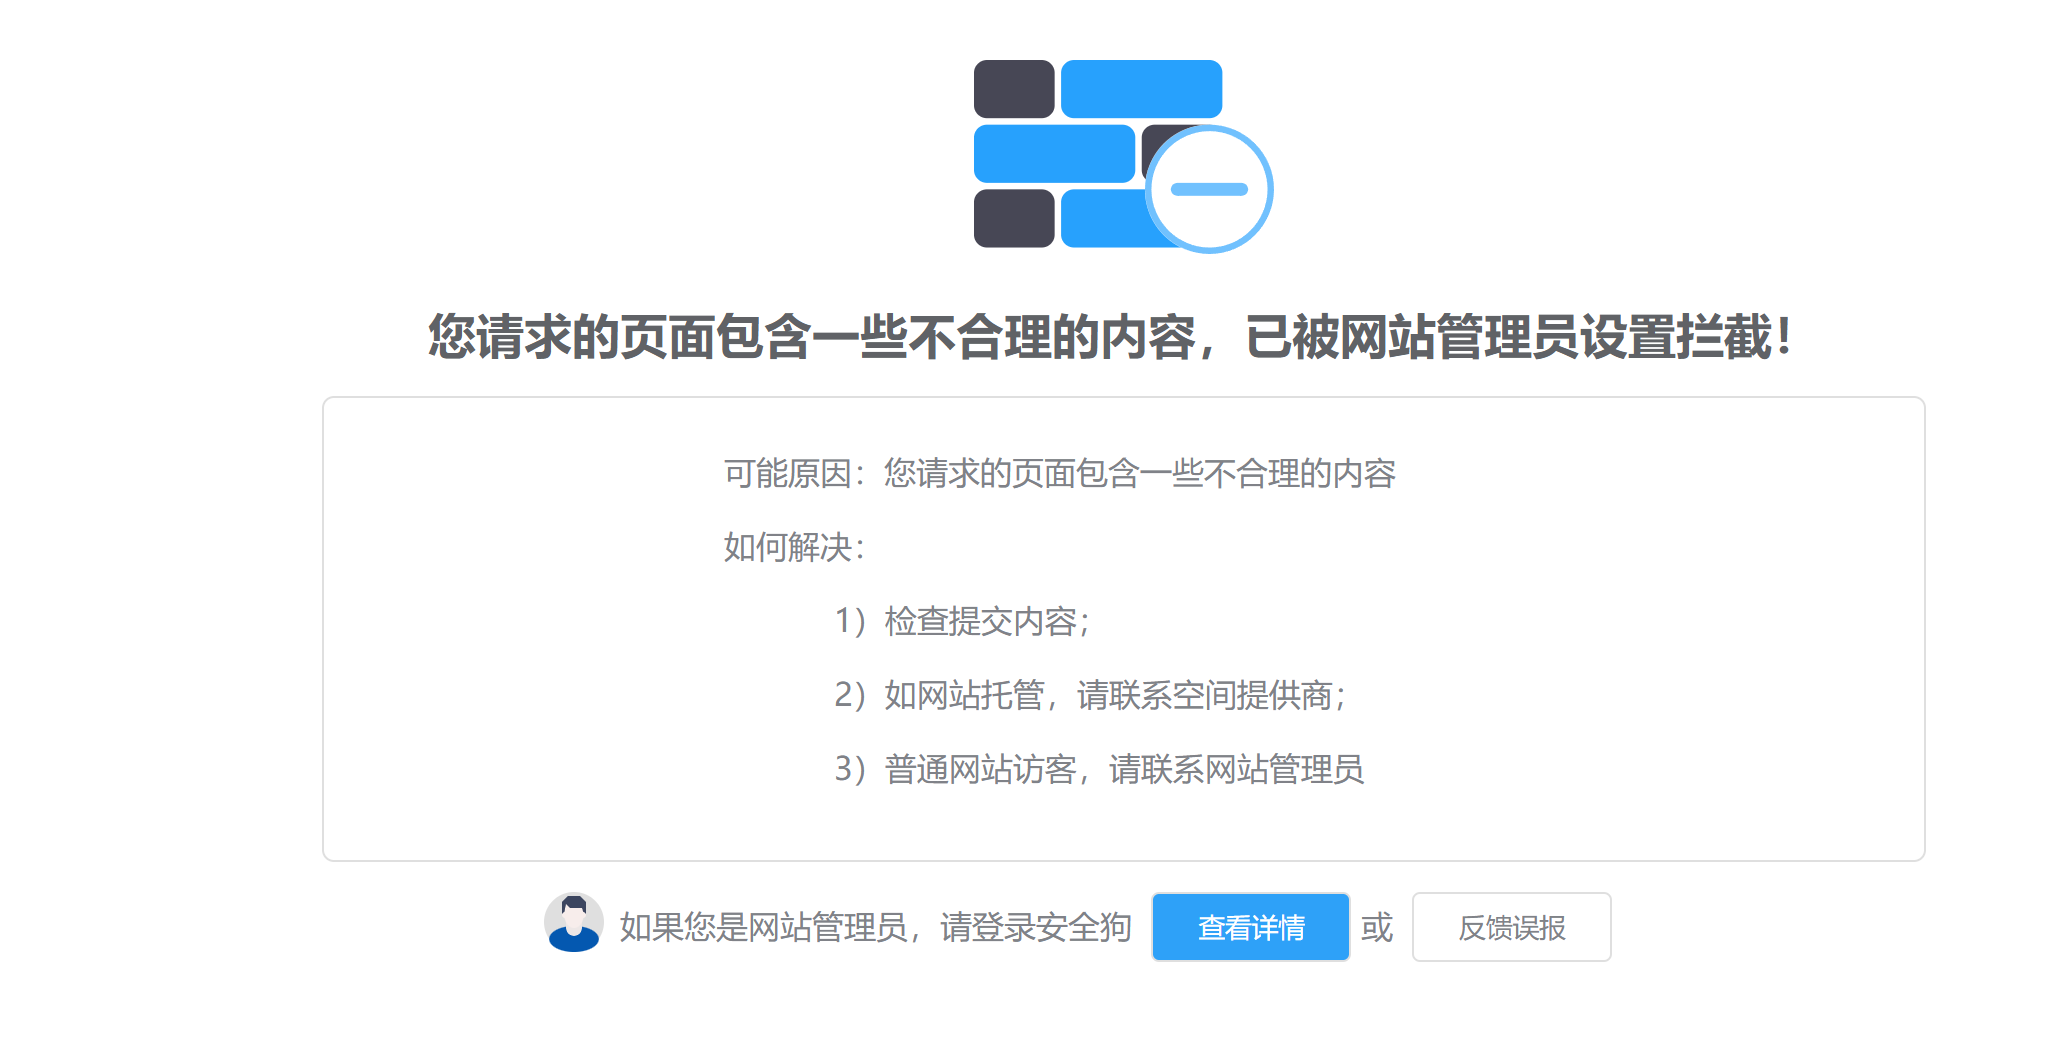 您请求的页面包含一些不合理的内容，已被网站管理员设置拦截！
可能原因：您请求的页面包含一些不合理的内容
如何解决：
1）检查提交内容；
2）如网站托管，请联系空间提供商；
3）普通网站访客，请联系网站管理员
如果您是网站管理员，请登录安全狗 查看详情 或 反馈误报